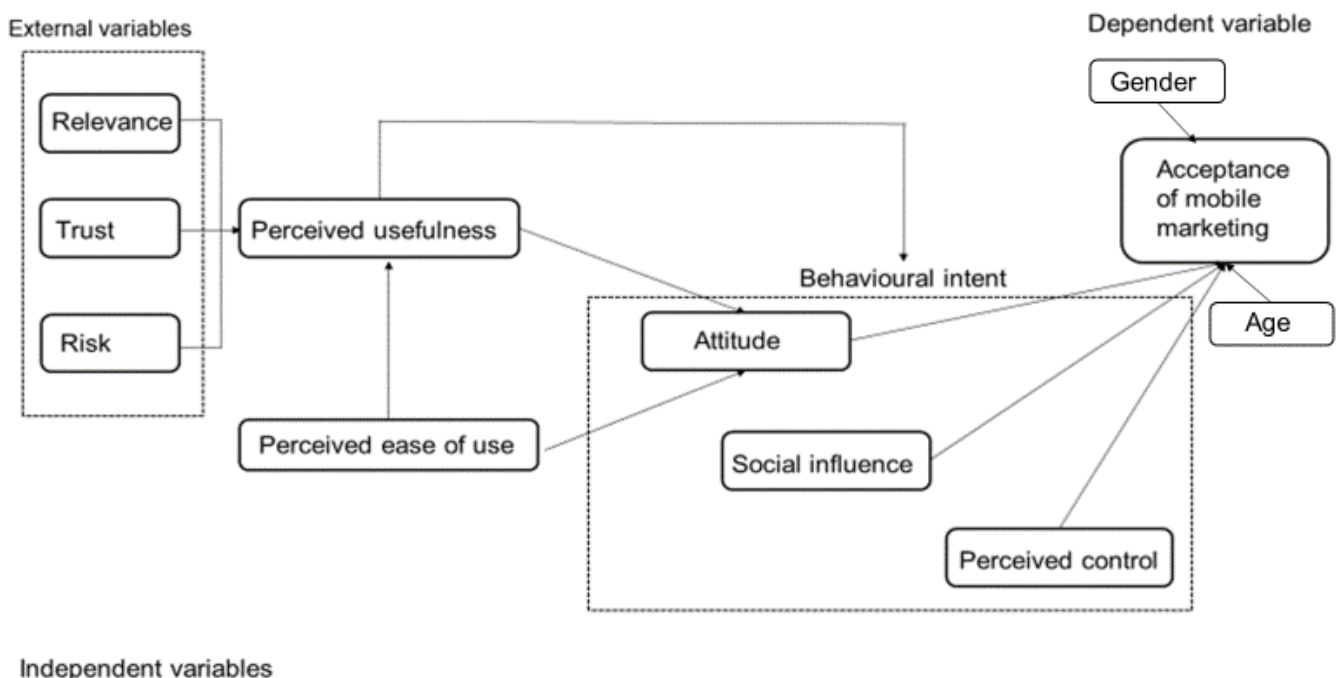 External variables
Dependent variable
Gender
Relevance
Acceptance
of mobile
marketing
Trust
Perceived usefulness
Behavioural intent
Age
Risk
Attitude
Perceived ease of use
Social influence
Perceived control
Independent variables